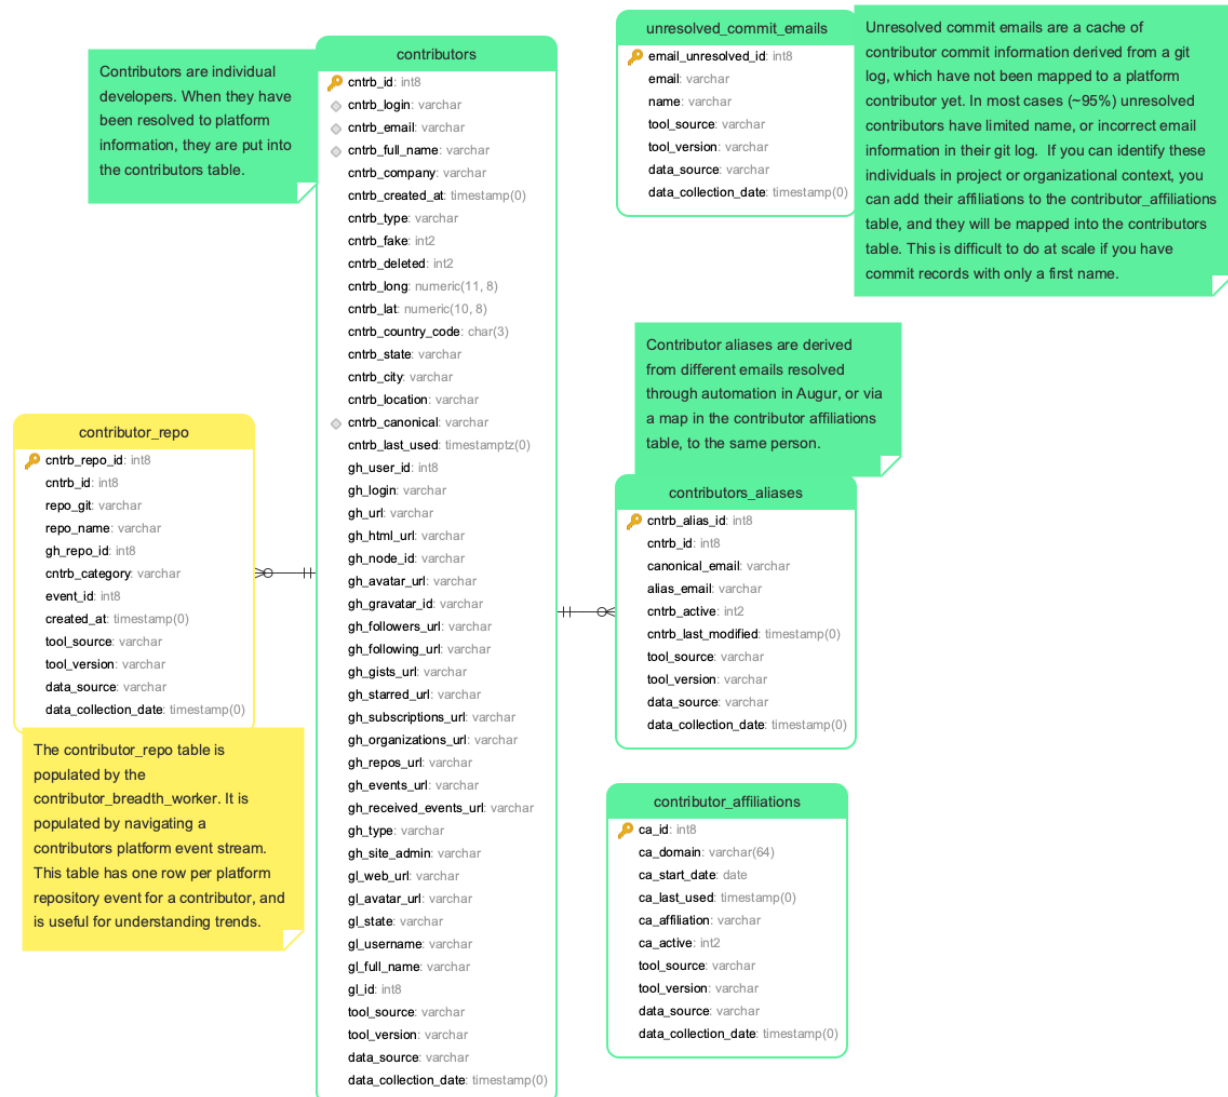 Contributors are individual
developers. When they have
been resolved to platform
information, they are put into
the contributors table.
contributors
cntrb_id: int8
cntrb_login: varchar
cntrb_email: varchar
cntrb_full_name: varchar
cntrb_company: varchar
cntrb_created_at: timestamp(0)
cntrb_type: varchar
cntrb_fake: int2
cntrb_deleted: int2
cntrb_long: numeric(11, 8)
cntrb_lat: numeric(10, 8)
cntrb_country_code: char(3)
cntrb_state: varchar
cntrb_city: varchar
cntrb_location: varchar
cntrb_canonical: varchar
cntrb_last_used: timestamptz(0)
gh_user_id: int8
gh_login: varchar
gh_url: varchar
gh_html_url: varchar
gh_node_id: varchar
gh_avatar_url: varchar
gh_gravatar_id: varchar
gh_followers_url: varchar
gh_following_url: varchar
gh_gists_url: varchar
gh_starred_url: varchar
gh_subscriptions_url: varchar
gh_organizations_url: varchar
gh_repos_url: varchar
gh_events_url: varchar
gh_received_events_url: varchar
gh_type: varchar
gh_site_admin: varchar
gl_web_url: varchar
gl_avatar_url: varchar
gl_state: varchar
gl_username: varchar
gl_full_name: varchar
gl_id: int8
tool_source: varchar
tool_version: varchar
data_source: varchar
data_collection_date: timestamp(0)
unresolved_commit_emails
email_unresolved_id: int8
email: varchar
name: varchar
tool_source: varchar
tool_version: varchar
data_source: varchar
data_collection_date: timestamp(0)
Unresolved commit emails are a cache of
contributor commit information derived from a git
log, which have not been mapped to a platform
contributor yet. In most cases (~95%) unresolved
contributors have limited name, or incorrect email
information in their git log.  If you can identify these
individuals in project or organizational context, you
can add their affiliations to the contributor_affiliations
table, and they will be mapped into the contributors
table. This is difficult to do at scale if you have
commit records with only a first name.
Contributor aliases are derived
from different emails resolved
through automation in Augur, or via
a map in the contributor affiliations
table, to the same person.
contributors_aliases
cntrb_alias_id: int8
cntrb_id: int8
canonical_email: varchar
alias_email: varchar
cntrb_active: int2
cntrb_last_modified: timestamp(0)
tool_source: varchar
tool_version: varchar
data_source: varchar
data_collection_date: timestamp(0)
contributor_repo
cntrb_repo_id: int8
cntrb_id: int8
repo_git: varchar
repo_name: varchar
gh_repo_id: int8
cntrb_category: varchar
event_id: int8
created_at: timestamp(0)
tool_source: varchar
tool_version: varchar
data_source: varchar
data_collection_date: timestamp(0)
The contributor_repo table is
populated by the
contributor_breadth_worker. It is
populated by navigating a
contributors platform event stream.
This table has one row per platform
repository event for a contributor, and
is useful for understanding trends.
contributor_affiliations
ca_id: int8
ca_domain: varchar(64)
ca_start_date: date
ca_last_used: timestamp(0)
ca_affiliation: varchar
ca_active: int2
tool_source: varchar
tool_version: varchar
data_source: varchar
data_collection_date: timestamp(0)